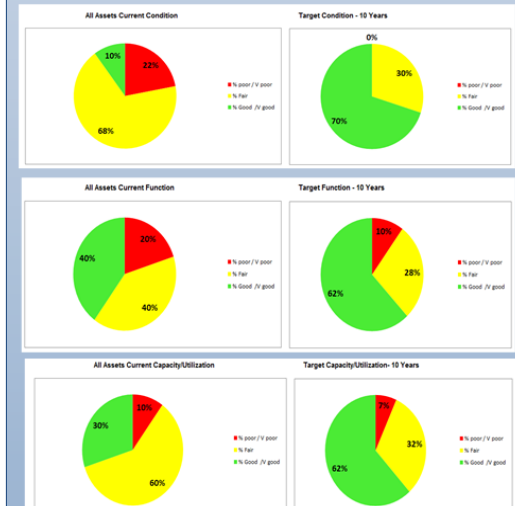 All Assets Current Condition
Target Condition - 10 Years
10%
22%
68%
% poor / V poor
% Fair
% Good /V good
0%
30%
70%
% poor / V poor
% Fair
% Good /V good
All Assets Current Function
Target Function - 10 Years
40%
20%
40%
% poor / V poor
% Fair
% Good /V good
10%
28%
62%
% poor / V poor
% Fair
% Good /V good
All Assets Current Capacity/Utilization
Target Capacity/Utilization- 10 Years
30%
10%
60%
% poor / V poor
% Fair
% Good /V good
7%
32%
62%
% poor / V poor
% Fair
% Good /V good